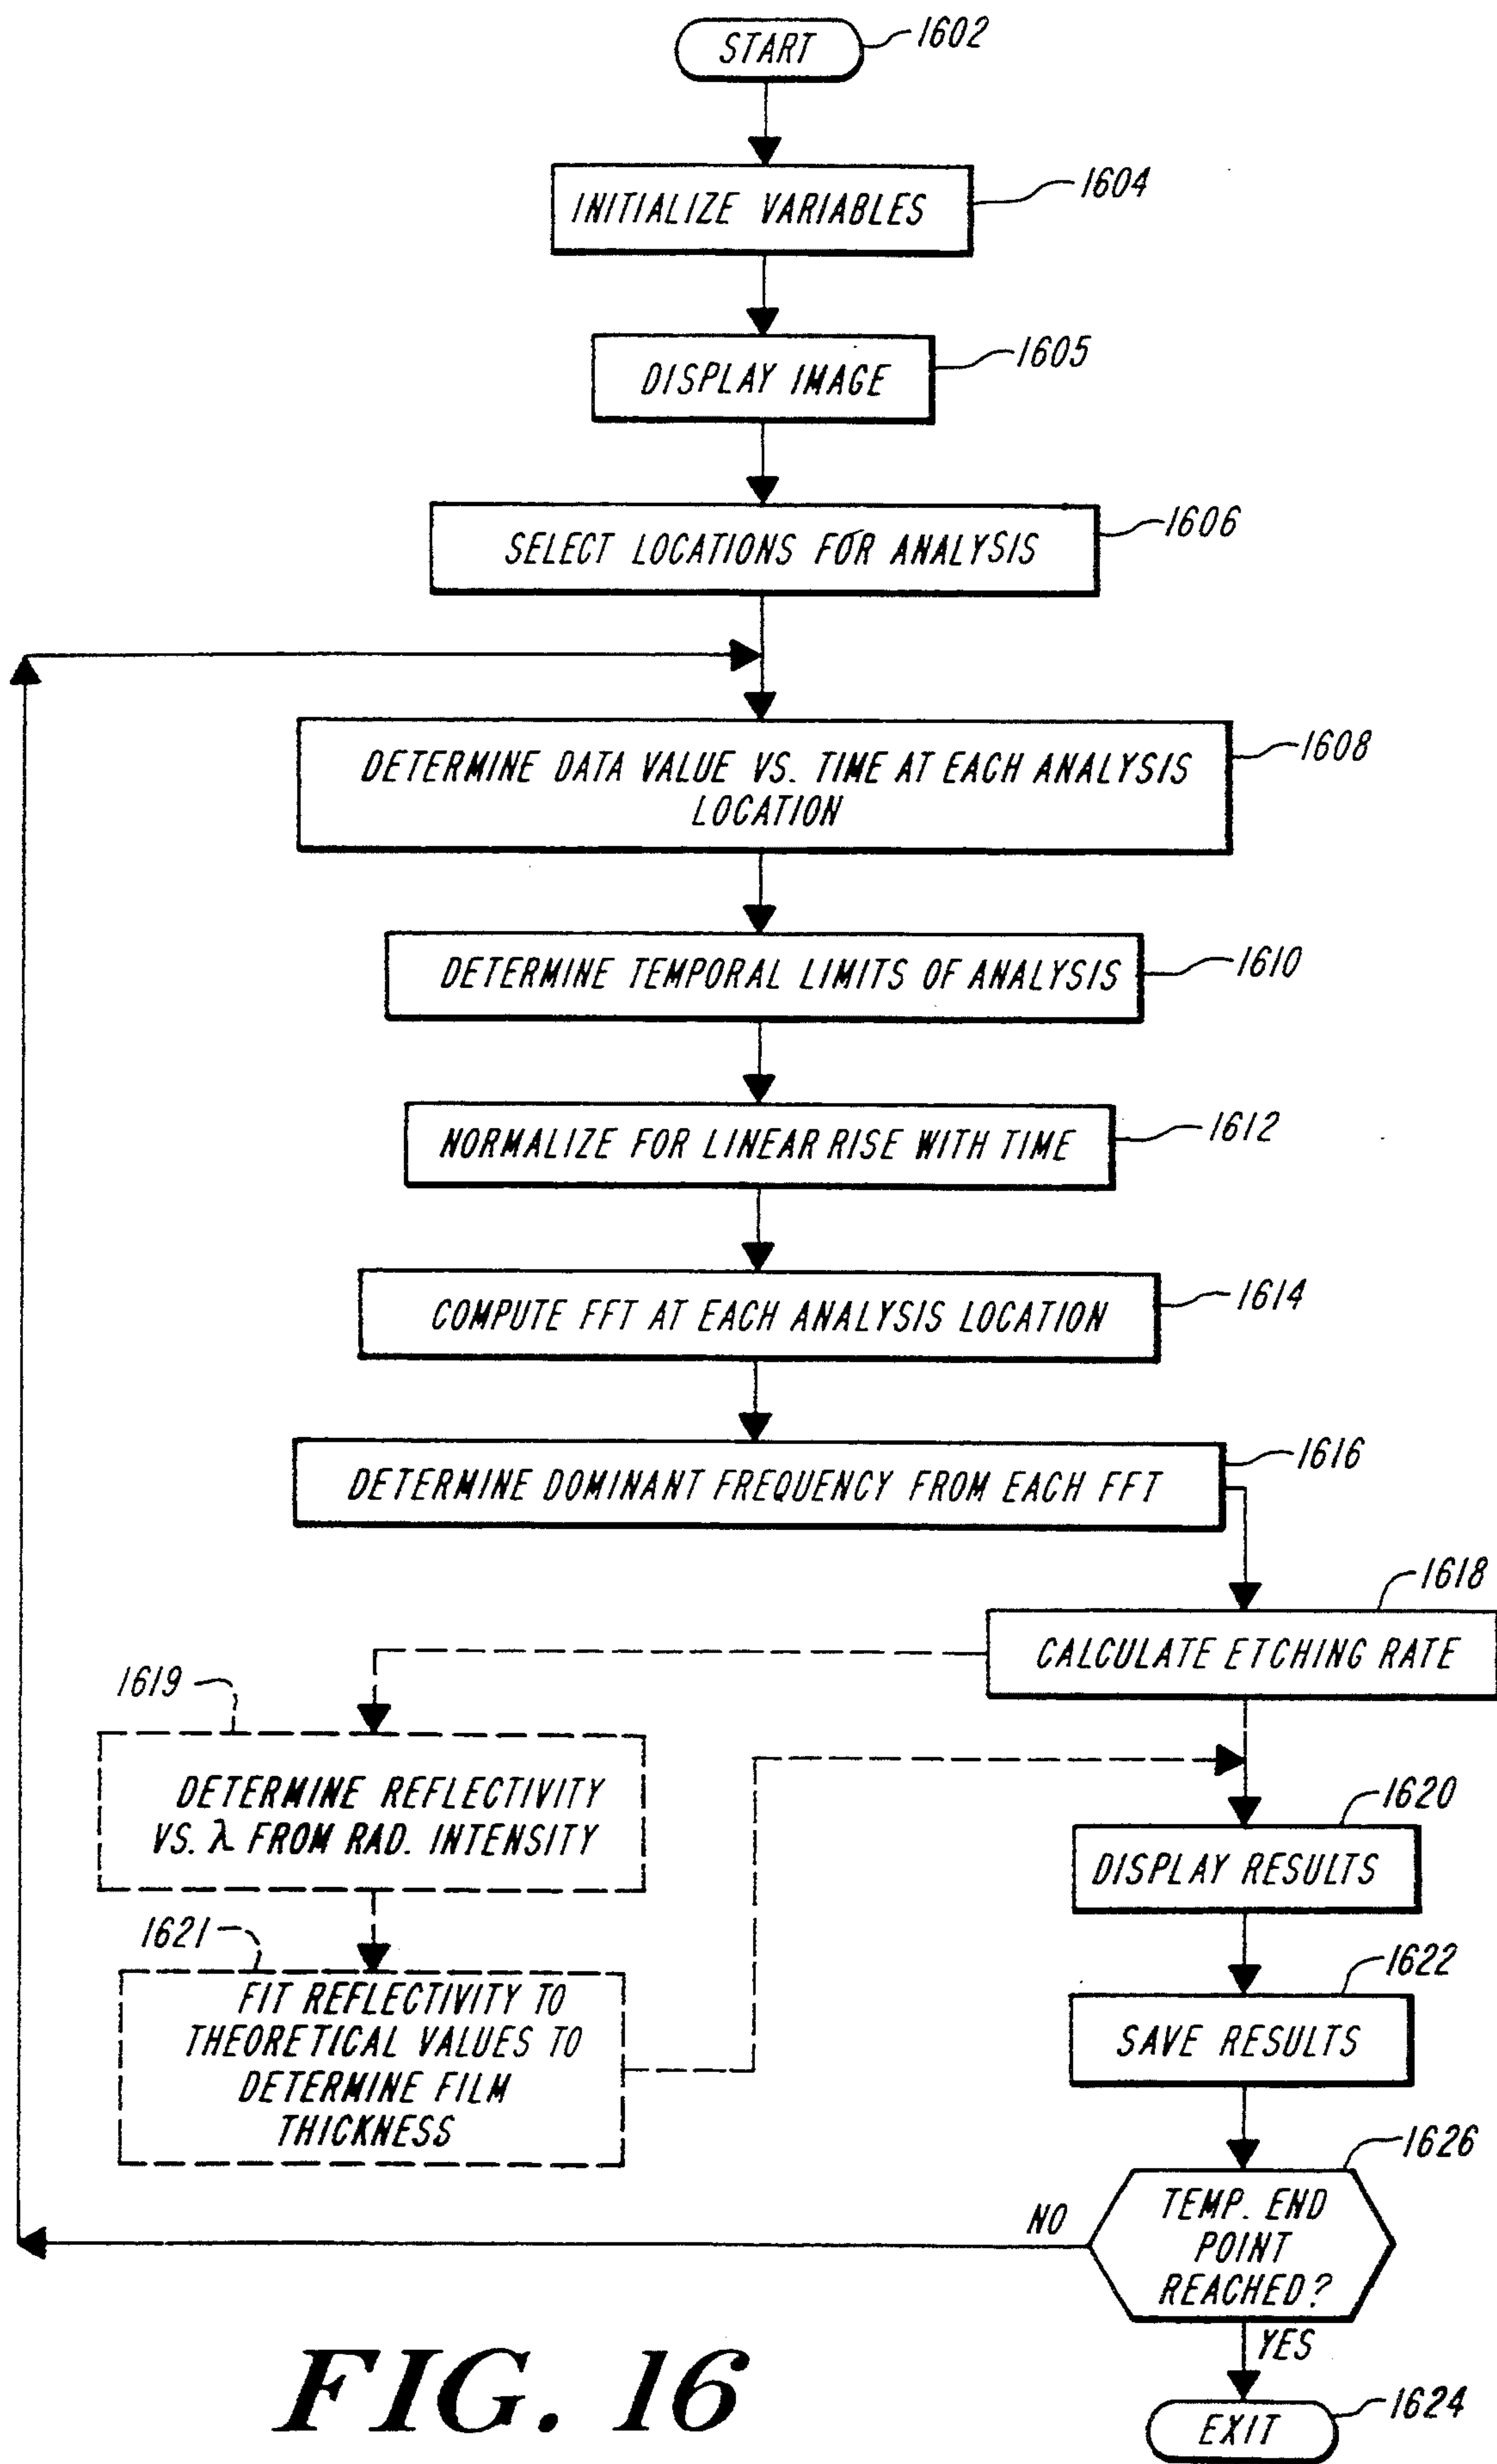 START
1602
INITIALIZE VARIABLES
1604
DISPLAY IMAGE
1605
SELECT LOCATIONS FOR ANALYSIS
1606
DETERMINE DATA VALUE VS. TIME AT EACH ANALYSIS
LOCATION
1608
DETERMINE TEMPORAL LIMITS OF ANALYSIS
1610
NORMALIZE FOR LINEAR RISE WITH TIME
1612
COMPUTE FFT AT EACH ANALYSIS LOCATION
1614
DETERMINE DOMINANT FREQUENCY FROM EACH FFT
1616
1618
CALCULATE ETCHING RATE
1619
DETERMINE REFLECTIVITY
VS. λ FROM RAD. INTENSITY
1621
FIT REFLECTIVITY TO
THEORETICAL VALUES TO
DETERMINE FILM
THICKNESS
1620
DISPLAY RESULTS
1622
SAVE RESULTS
1626
TEMP. END
POINT
REACHED?
NO
YES
EXIT
1624
FIG. 16